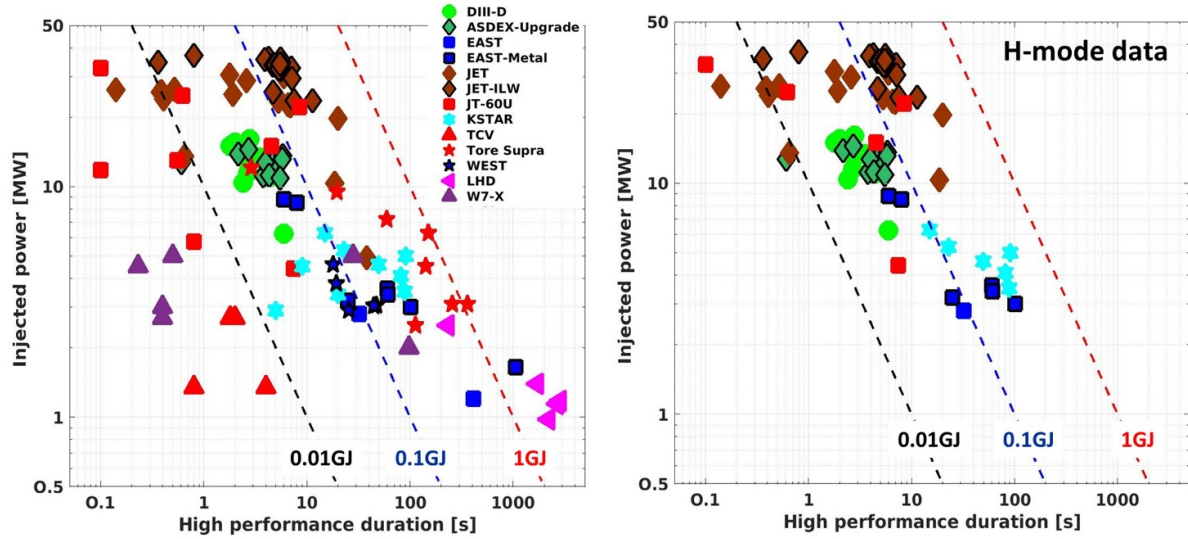 50
10
1
O.5
Injected power [MW]
O.1
1
10
100
1000
High performance duration [s]
0.01GJ
0.1GJ
1GJ
DIII-D
ASDEX-Upgrade
EAST
EAST-Metal
JET
JET-ILW
JT-60U
KSTAR
TCV
Tore Supra
WEST
LHD
W7-X
H-mode data
50
10
1
0.5
Injected power [MW]
O.1
1
10
100
1000
High performance duration [s]
0.01GJ
0.1GJ
1GJ